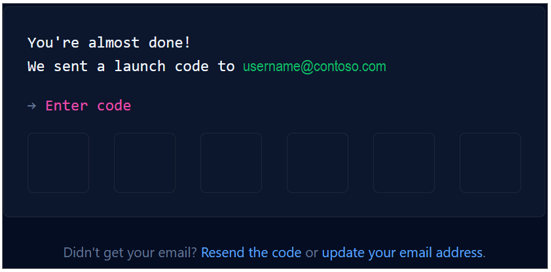 You're almost done!
We sent a launch code to username@contoso.com
→ Enter code
Didn't get your email? Resend the code or update your email address.